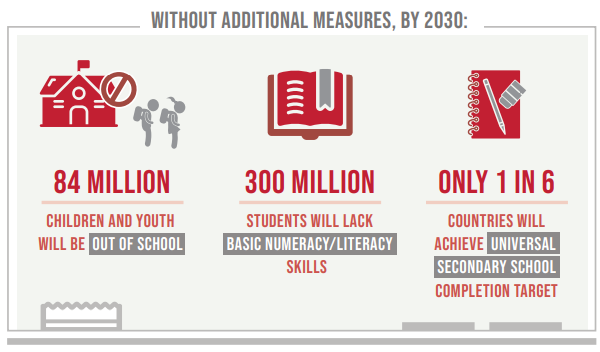 WITHOUT ADDITIONAL MEASURES, BY 2030:
84 MILLION
CHILDREN AND YOUTH
WILL BE OUT OF SCHOOL
300 MILLION
STUDENTS WILL LACK
BASIC NUMERACY/LITERACY
SKILLS
ONLY 1 IN 6
COUNTRIES WILL
ACHIEVE UNIVERSAL
SECONDARY SCHOOL
COMPLETION TARGET